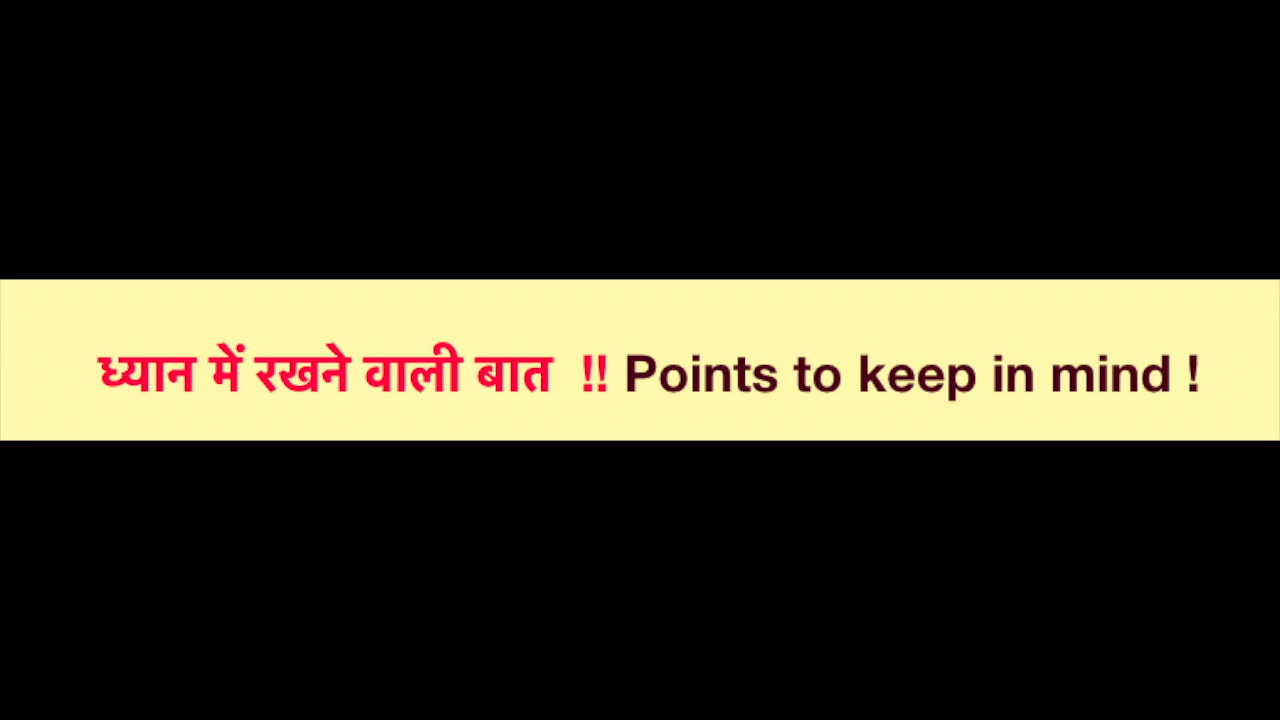 ध्यान में रखने वाली बात !! Points to keep in mind !